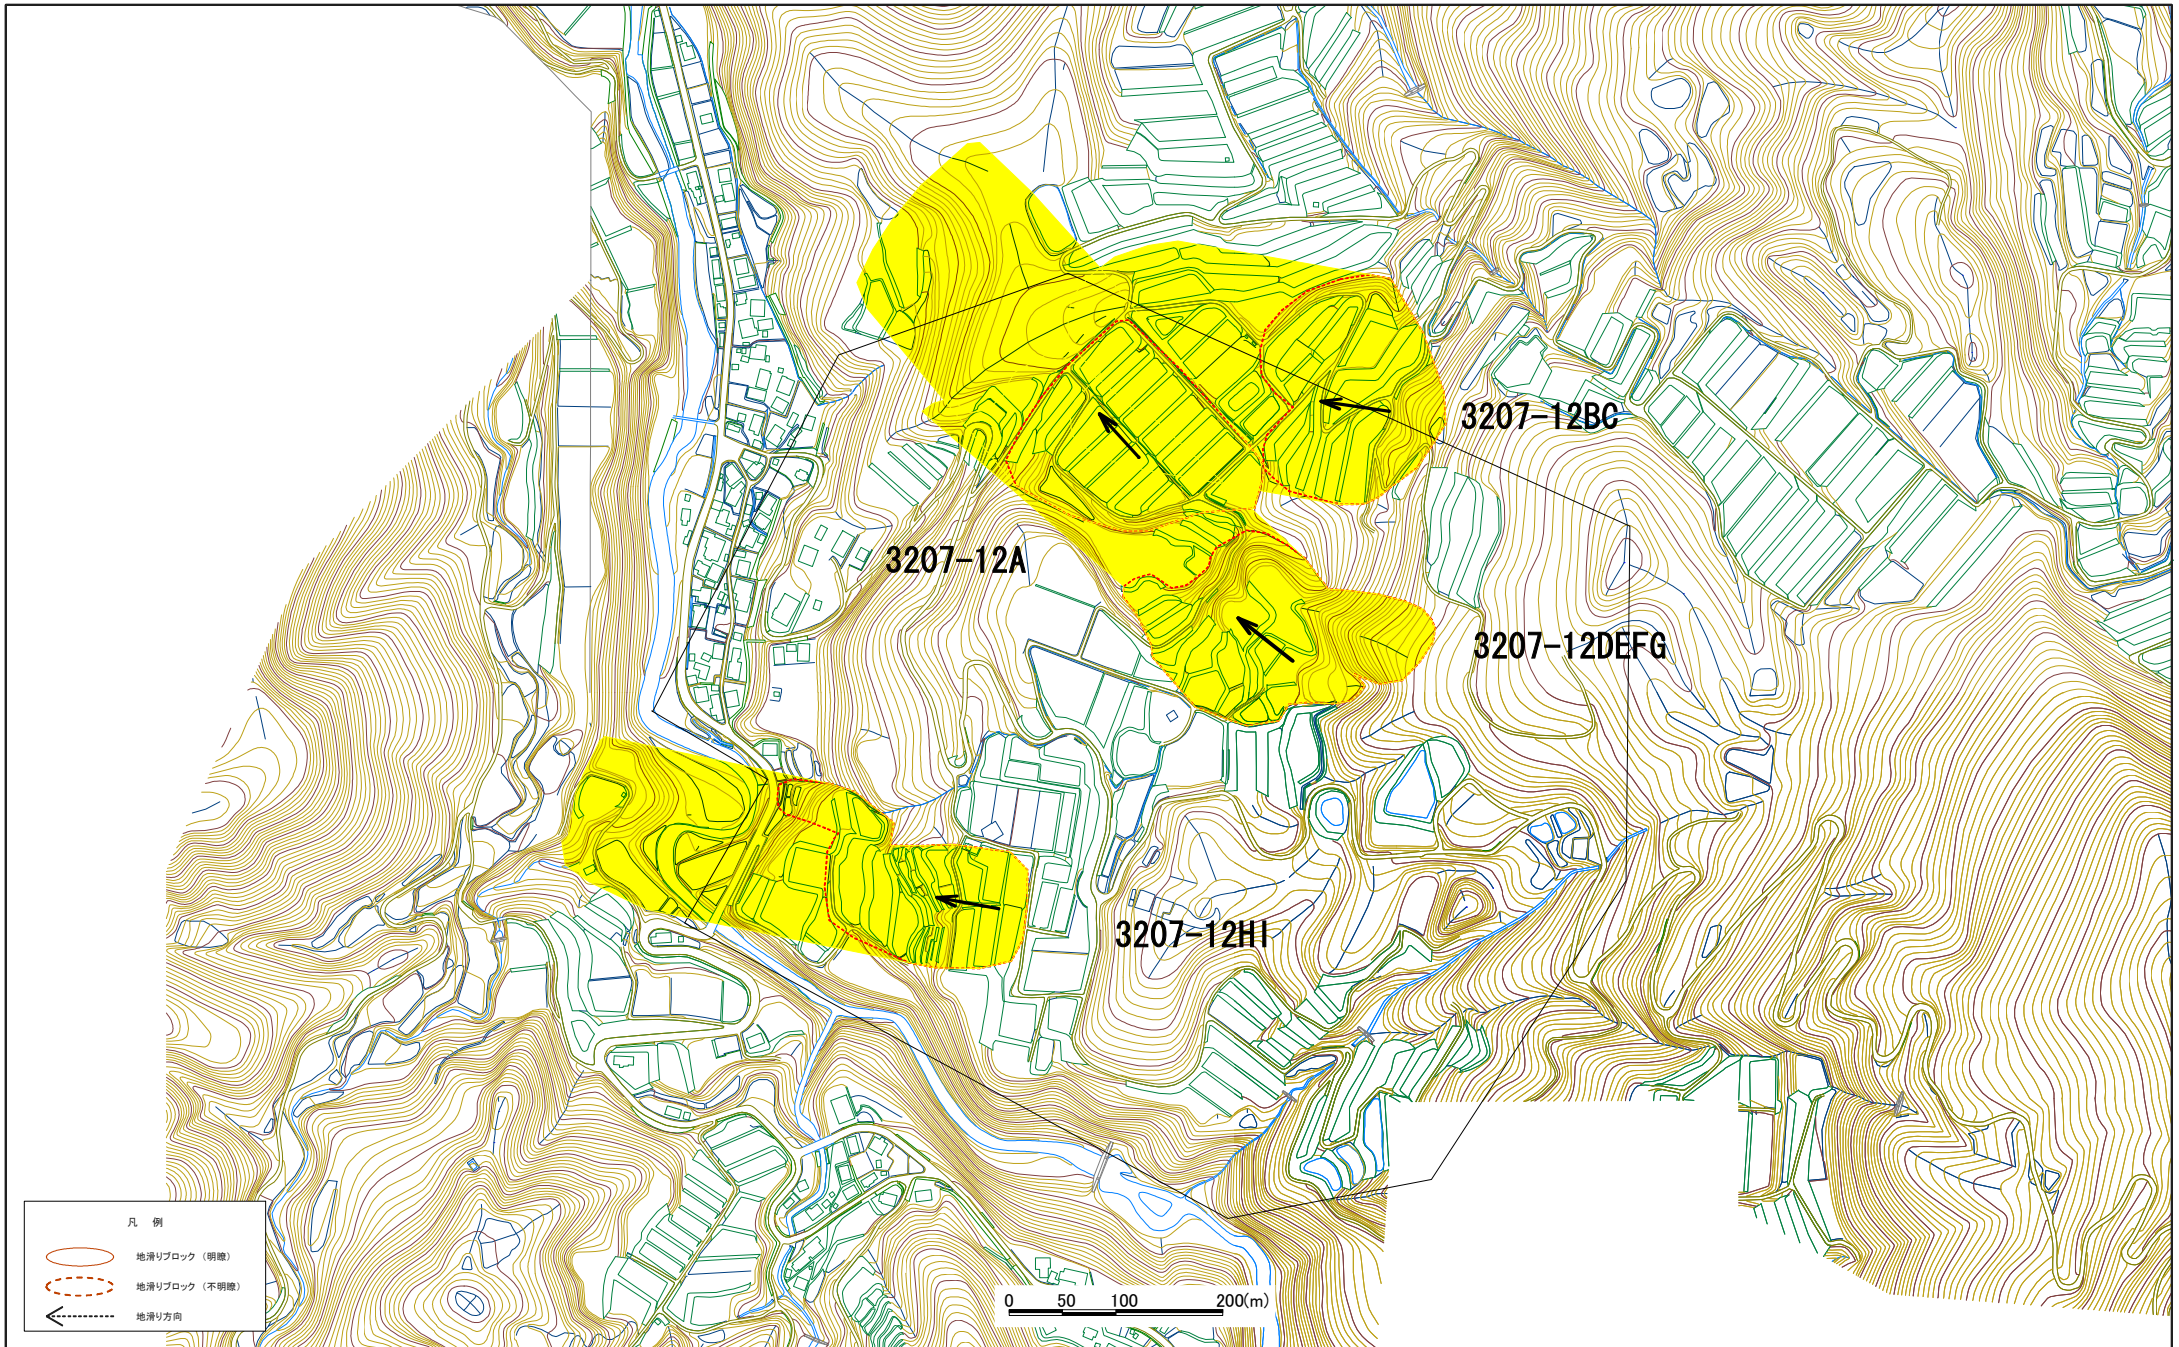 3207-12BC
3207-12A
3207-12DEFG
3207-12HI
凡 例
地滑りブロック（明瞭）
地滑りブロック（不明瞭）
地滑り方向
0 50 100 200(m)